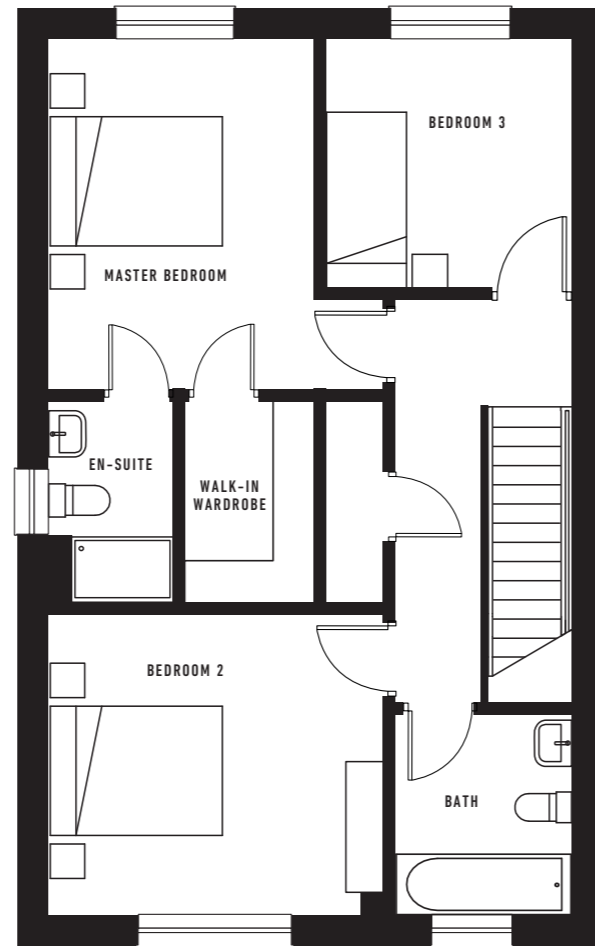 BEDROOM 3
MASTER BEDROOM
EN-SUITE
WALK-IN
WARDROBE
BEDROOM 2
BATH